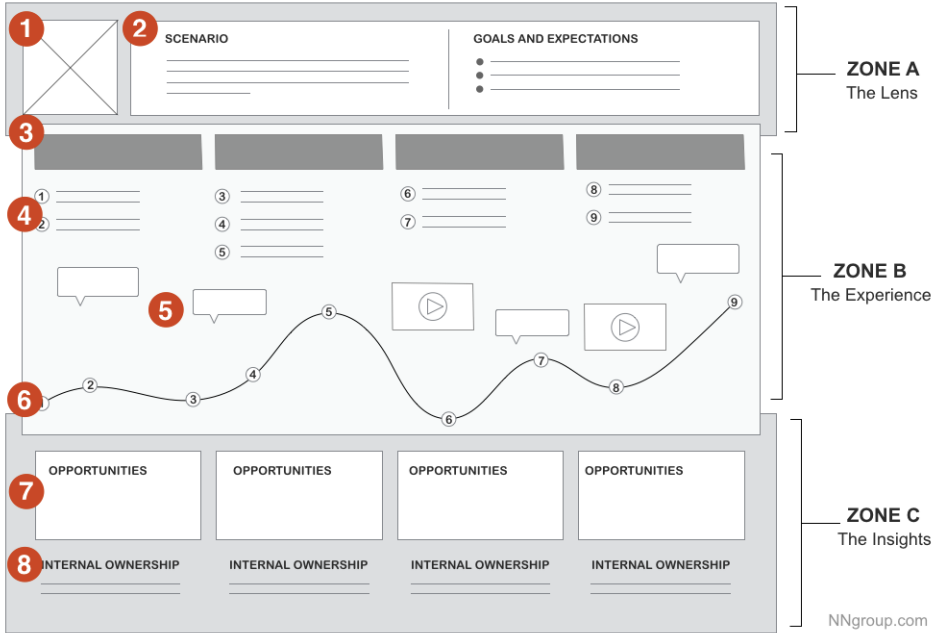 1
2
SCENARIO
GOALS AND EXPECTATIONS
ZONE A
The Lens
3
4
1
2
3
4
5
6
7
8
9
5
ZONE B
The Experience
6
1
2
3
4
5
6
7
8
9
7
OPPORTUNITIES
OPPORTUNITIES
OPPORTUNITIES
OPPORTUNITIES
ZONE C
The Insights
8
INTERNAL OWNERSHIP
INTERNAL OWNERSHIP
INTERNAL OWNERSHIP
INTERNAL OWNERSHIP
NNgroup.com